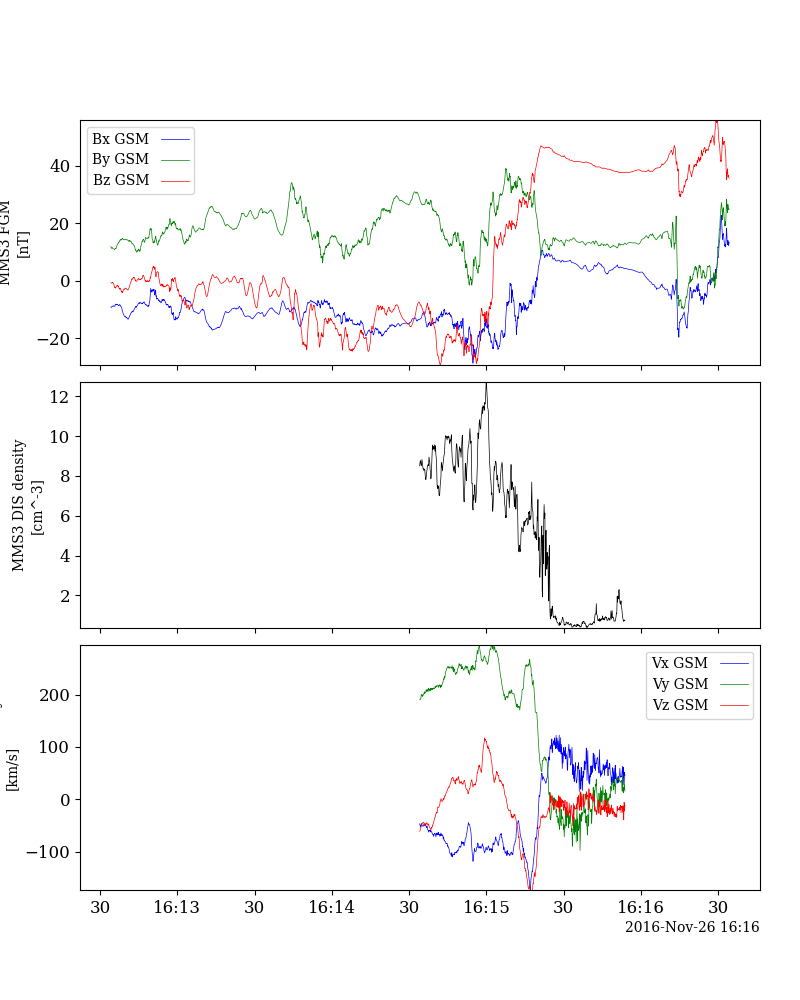 MMS3 FGM
[nT]
40
20
0
−20
Bx GSM
By GSM
Bz GSM
MMS3 DIS density
[cm^-3]
12
10
8
6
4
2
[km/s]
200
100
0
−100
Vx GSM
Vy GSM
Vz GSM
30 16:13 30 16:14 30 16:15 30 16:16 30
2016-Nov-26 16:16